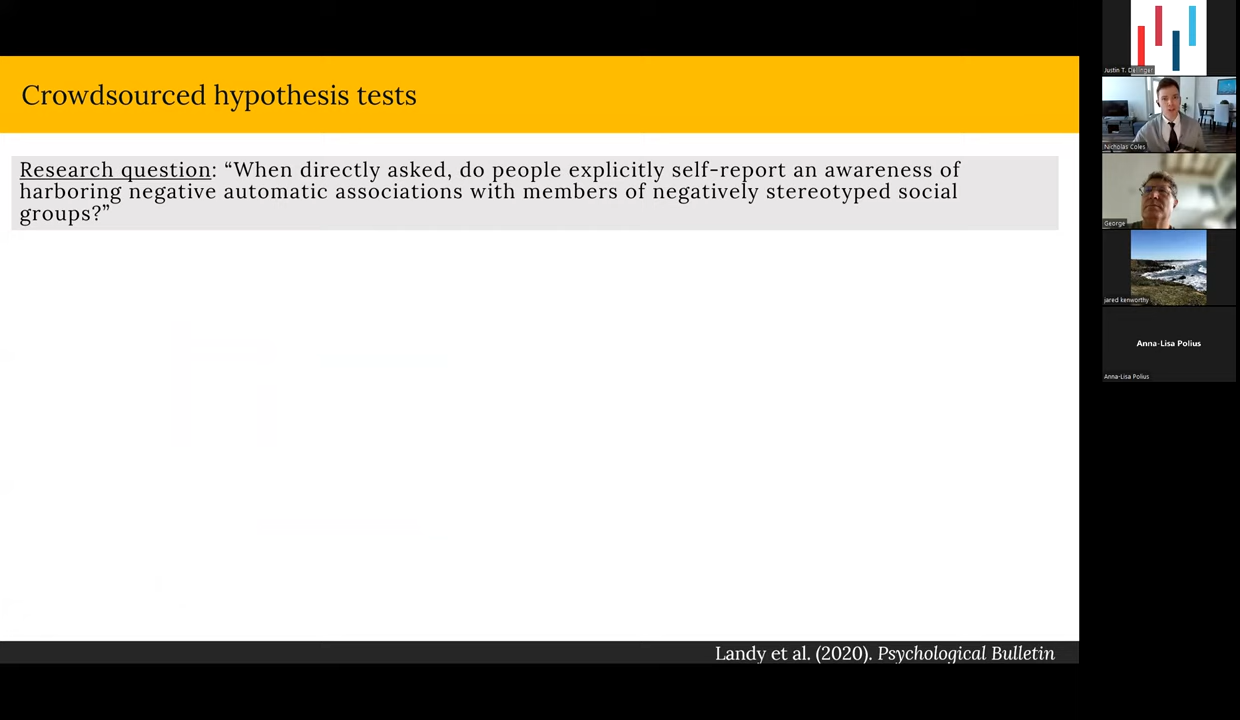 Crowdsourced hypothesis tests
Research question: “When directly asked, do people explicitly self-report an awareness of
harboring negative automatic associations with members of negatively stereotyped social
groups?”
Landy et al. (2020). Psychological Bulletin
Justin T. Dellinger
Nicholas Coles
George
jared kenworthy
Anna-Lisa Polius
Anna-Lisa Polius